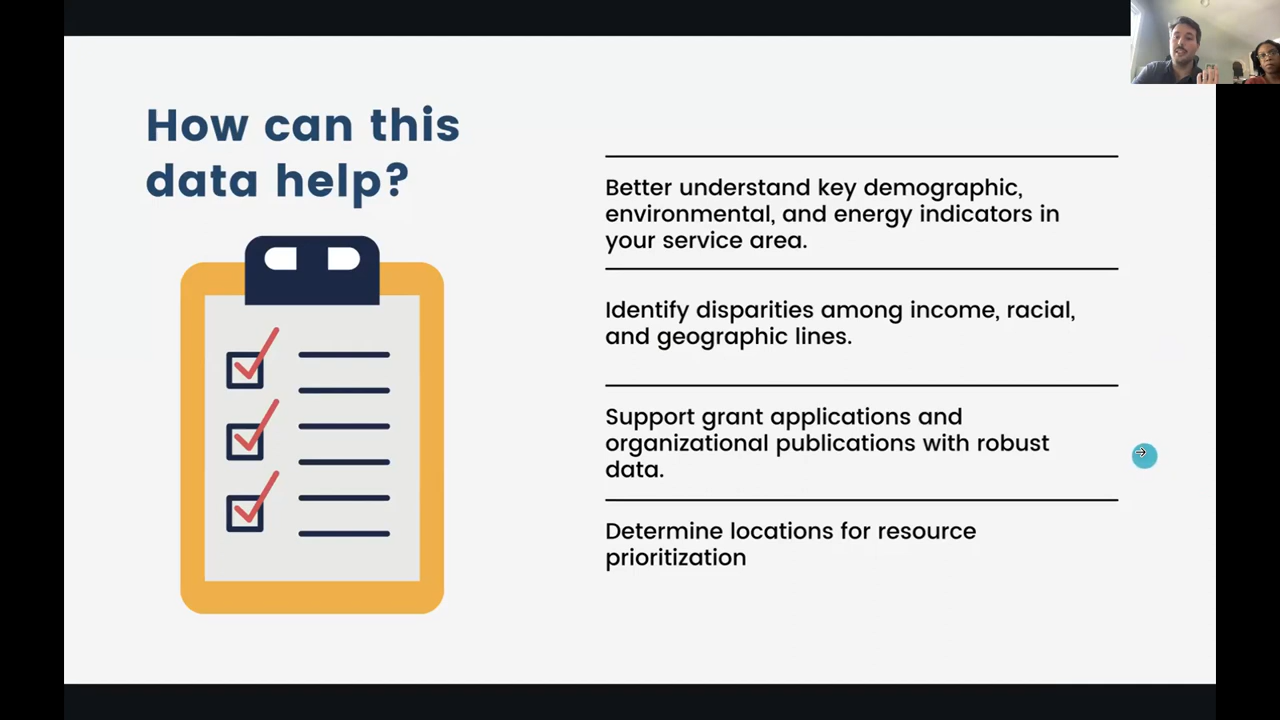 How can this
data help?
Better understand key demographic,
environmental, and energy indicators in
your service area.
Identify disparities among income, racial,
and geographic lines.
Support grant applications and
organizational publications with robust
data.
Determine locations for resource
prioritization